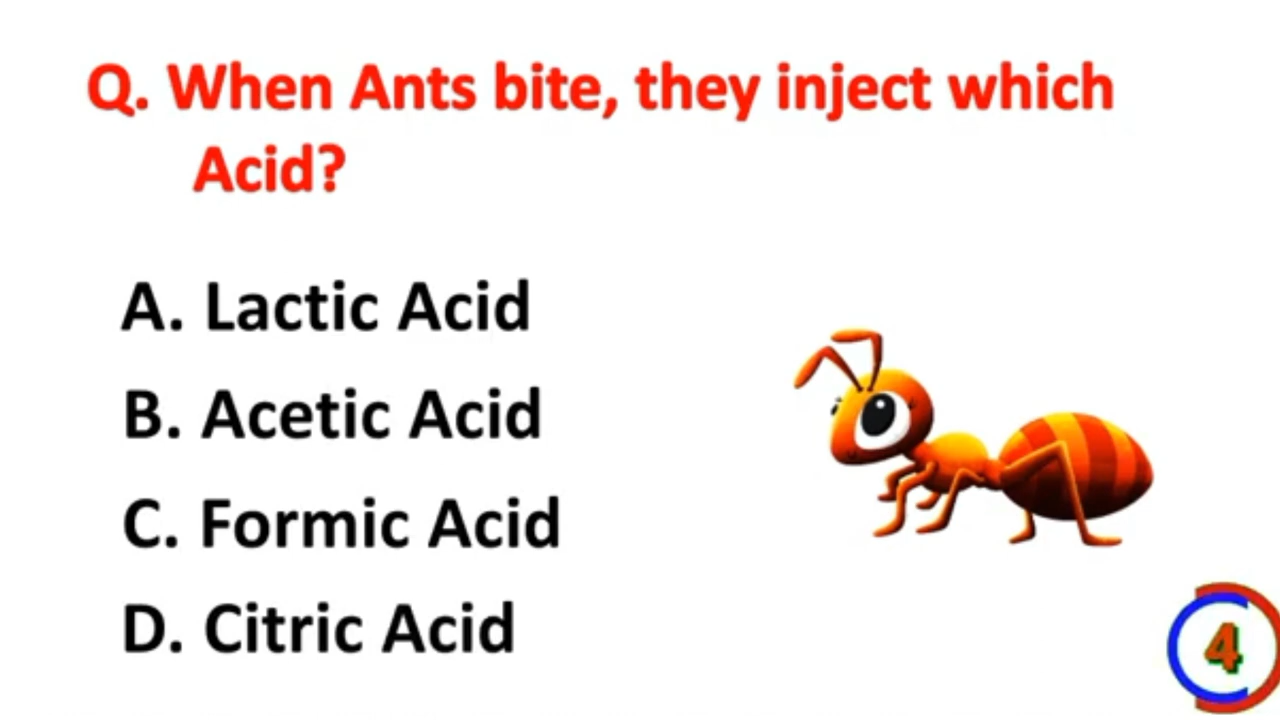 Q. When Ants bite, they inject which
Acid?
A. Lactic Acid
B. Acetic Acid
C. Formic Acid
D. Citric Acid
4